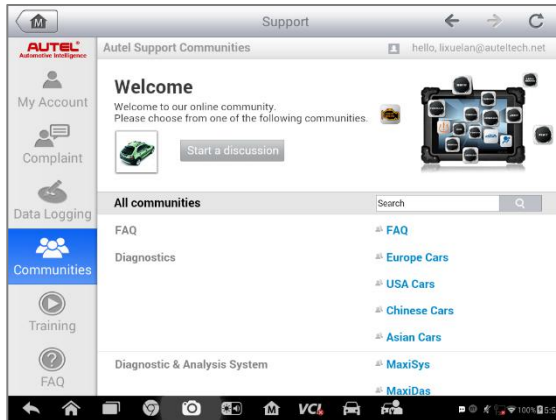 Support
AUTEL
Automotive Intelligence
Autel Support Communities
hello, lixuelan@auteltech.net
My Account
Complaint
Data Logging
Communities
Training
FAQ
Welcome
Welcome to our online community.
Please choose from one of the following communities.
Start a discussion
All communities
Search
FAQ
FAQ
Diagnostics
Europe Cars
USA Cars
Chinese Cars
Asian Cars
Diagnostic & Analysis System
MaxiSys
MaxiDas
VCI
100%